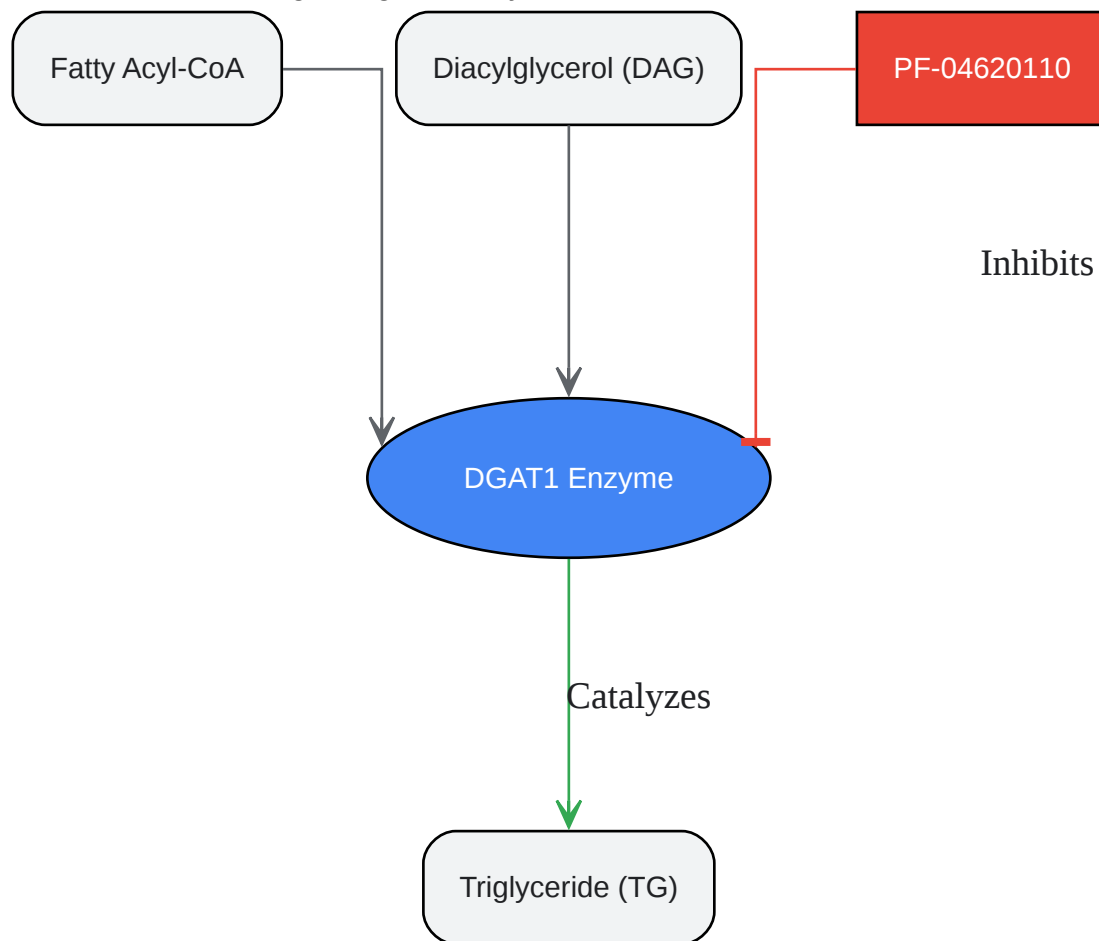 Fatty Acyl-CoA
Diacylglycerol (DAG)
PF-04620110
Inhibits
DGAT1 Enzyme
Catalyzes
Triglyceride (TG)